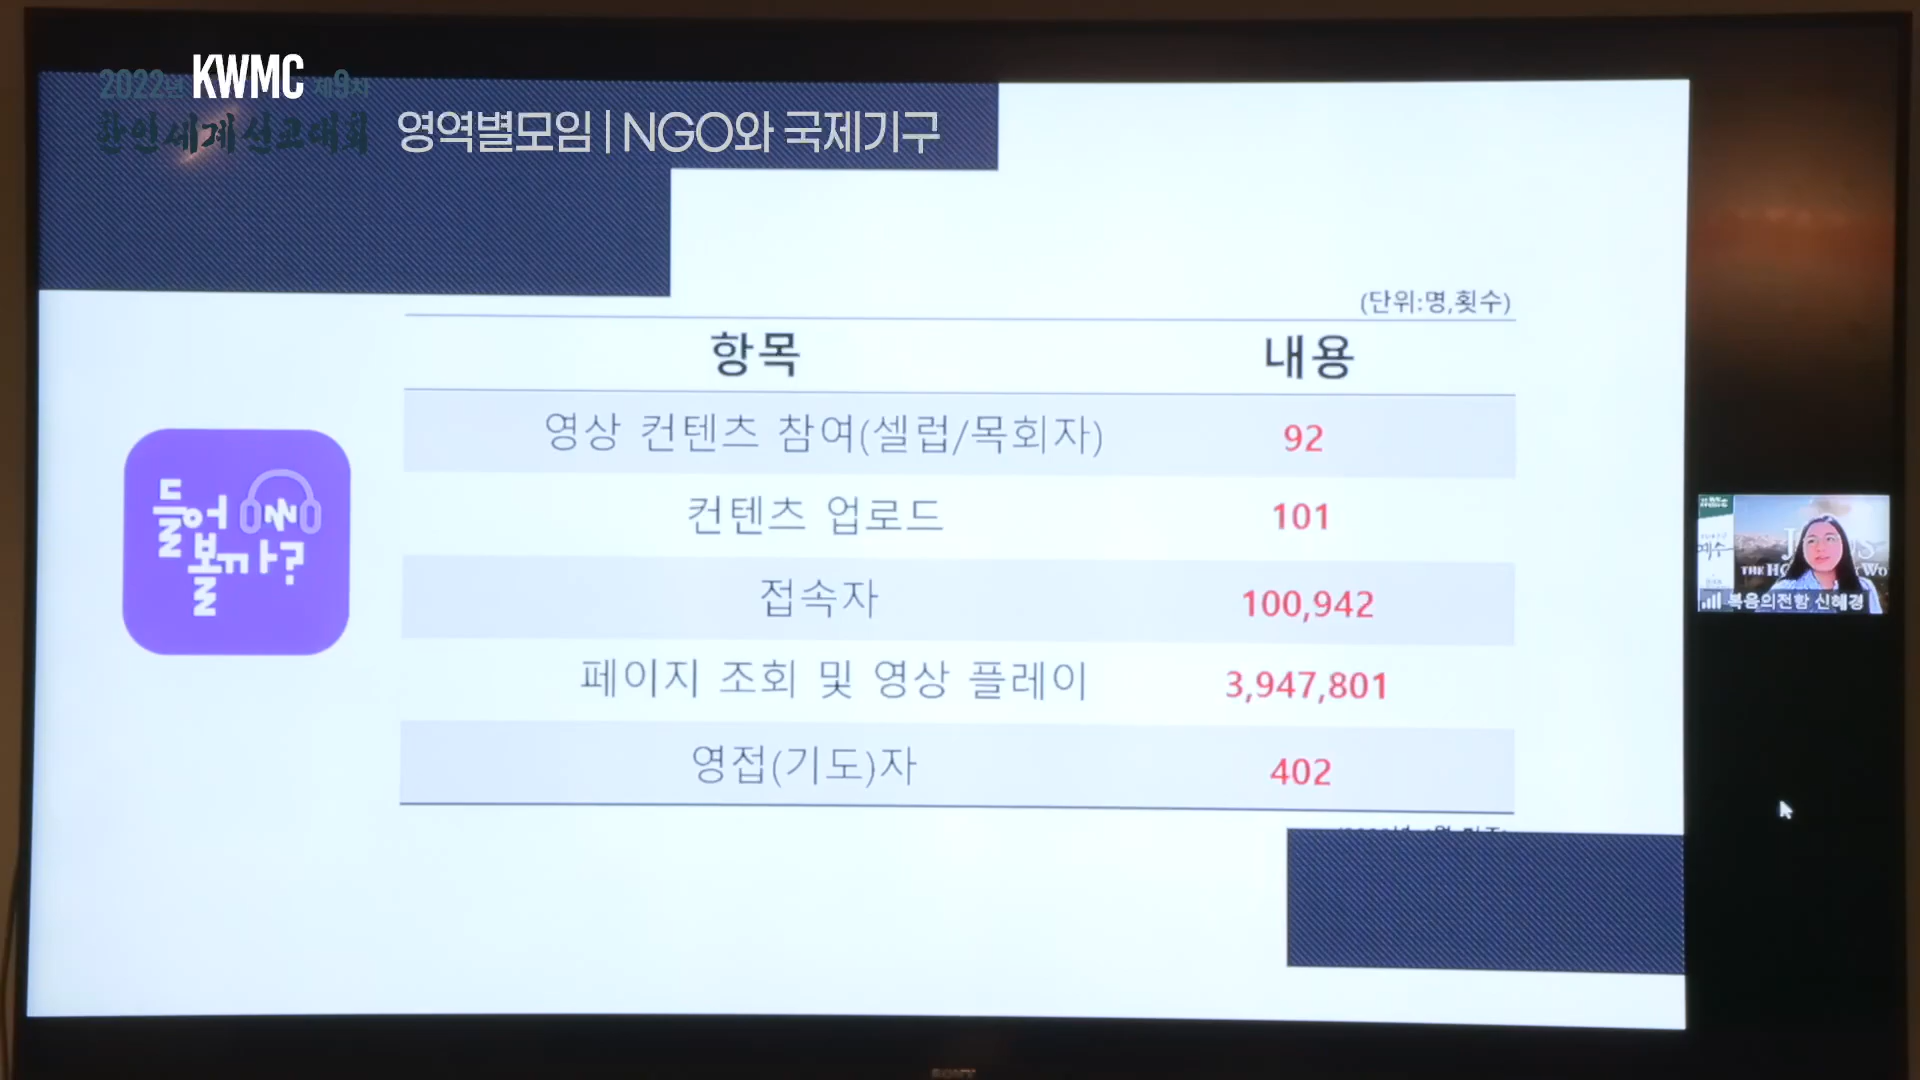 2022년 KWMC 제9차
한인세계선교대회
영역별모임 | NGO와 국제기구
(단위:명,횟수)
항목 내용
영상 컨텐츠 참여(셀럽/목회자) 92
컨텐츠 업로드 101
접속자 100,942
페이지 조회 및 영상 플레이 3,947,801
영접(기도)자 402
들어
볼까?
예수
THE
복음의전함 신혜경
SONY